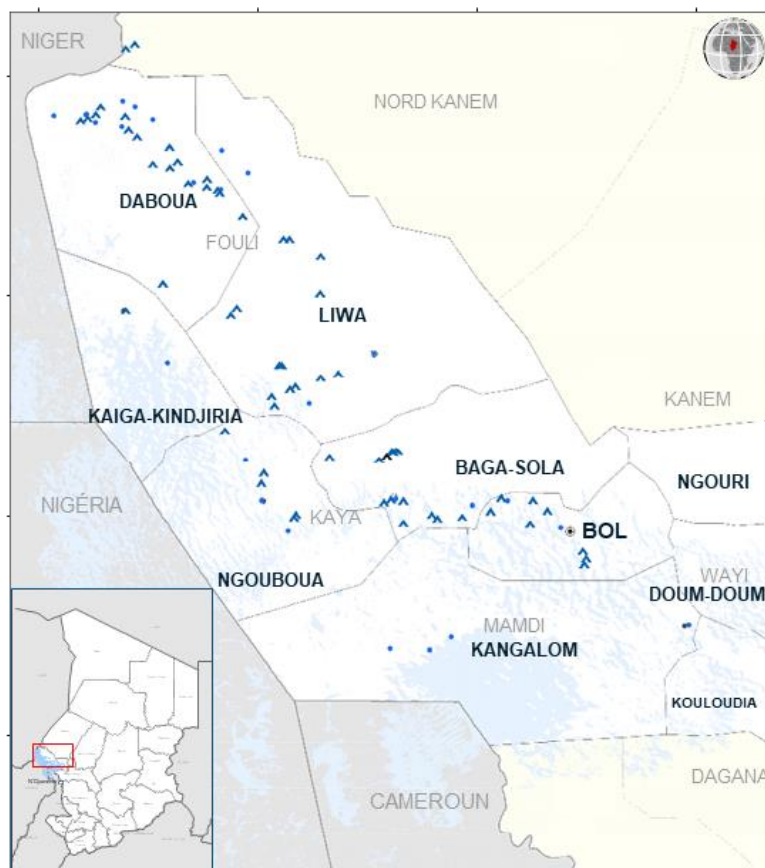 NIGER
NORD KANEM
DABOUA
FOULI
LIWA
KANEM
KAIGA-KINDJIRIA
BAGA-SOLA
NGOURI
NIGÉRIA
KAYA
BOL
NGOUBOUA
WAYI
DOUM-DOUM
MAMDI
KANGALOM
KOULOUDIA
DAGANA
CAMEROUN